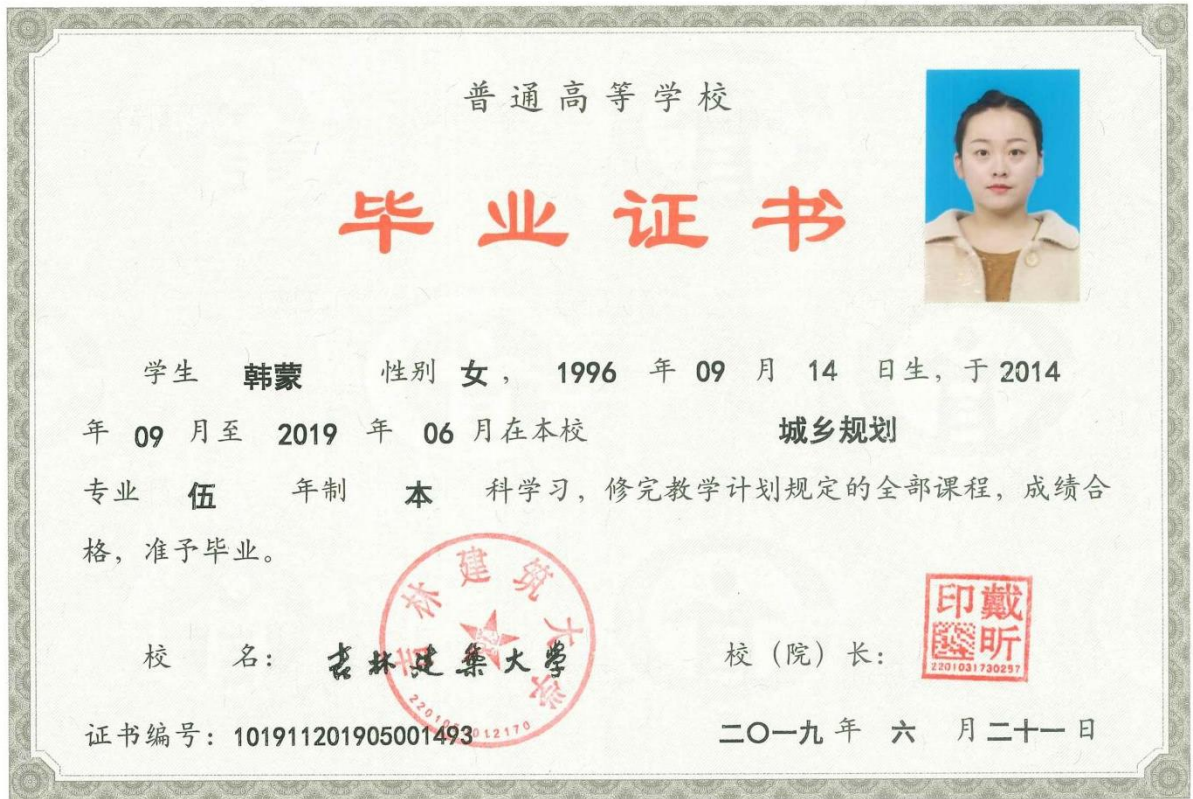 普通高等学校
毕业证书
学生 韩蒙 性别 女， 1996 年 09 月 14 日生，于 2014
年 09 月至 2019 年 06 月在本校 城乡规划
专业 伍 年制 本 科学习，修完教学计划规定的全部课程，成绩合
格，准予毕业。
吉林建筑大学
2201050012170
校 名： 吉林建築大學
校（院）长： 戴昕印
2201031730297
证书编号：101911201905001493
二〇一九 年 六 月 二十一 日